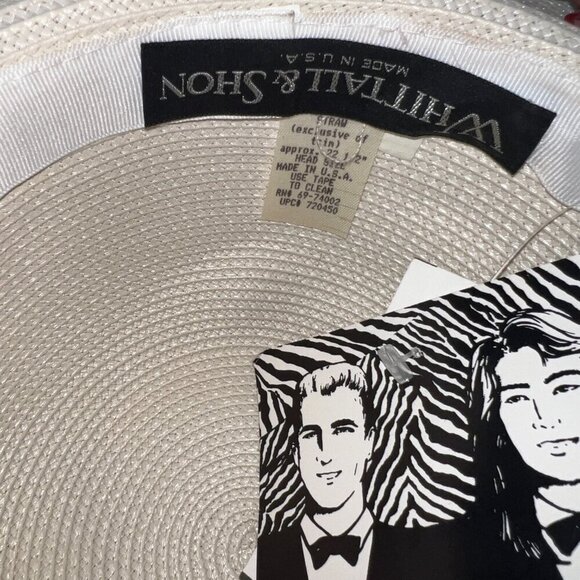 WHITTALL & SHON
MADE IN U.S.A.
STRAW
(exclusive of
trim)
approx. 22 1/2"
HEAD SIZE
MADE IN U.S.A.
USE TAPE
TO CLEAN
RN# 69-74002
UPC# 720450